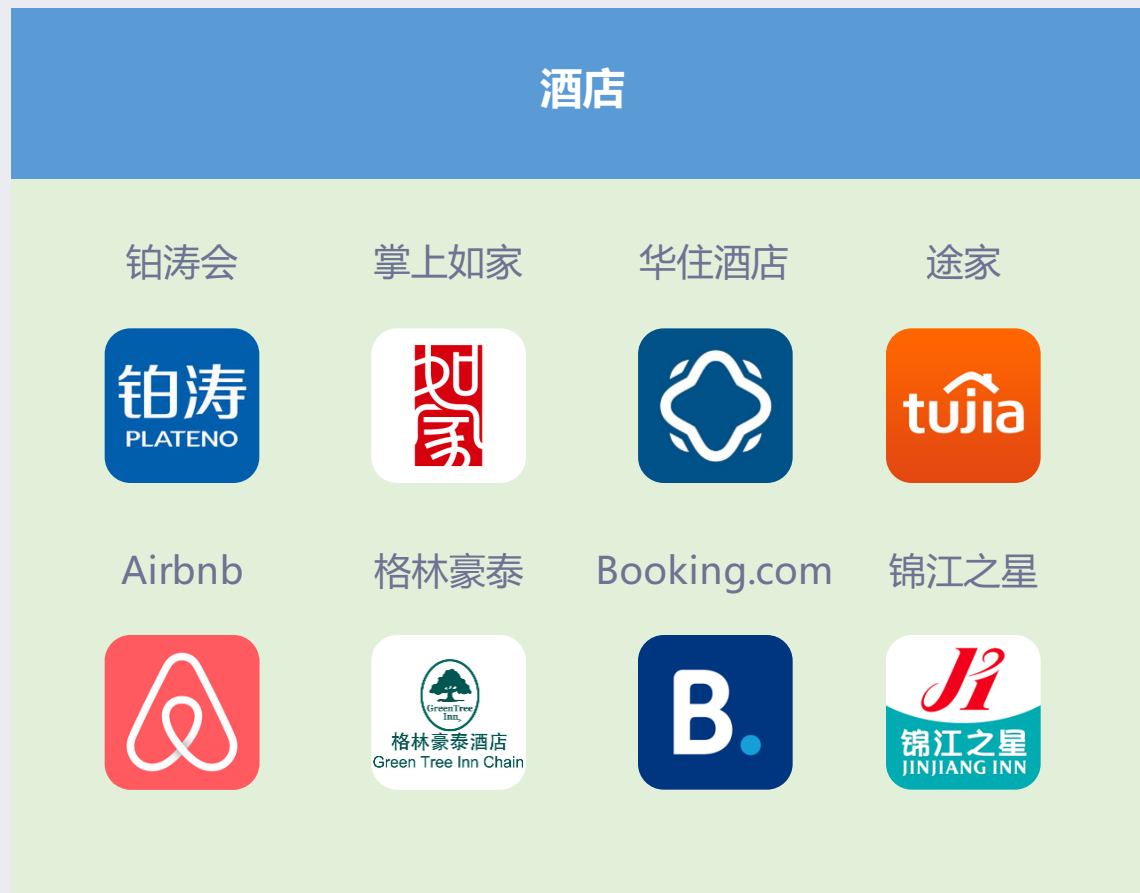 酒店
铂涛会 掌上如家 华住酒店 途家
铂涛
PLATENO
如家
tujia
Airbnb 格林豪泰 Booking.com 锦江之星
GreenTree
Inn
格林豪泰酒店
Green Tree Inn Chain
B.
锦江之星
JINJIANG INN